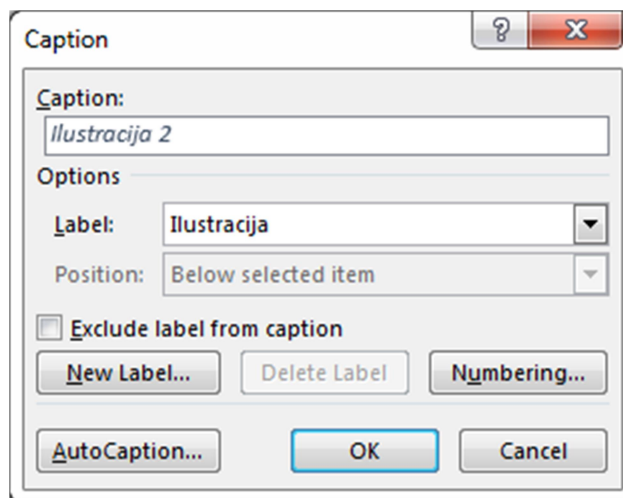 Caption
Caption:
Ilustracija 2
Options
Label: Ilustracija
Position: Below selected item
Exclude label from caption
New Label... Delete Label Numbering...
AutoCaption... OK Cancel